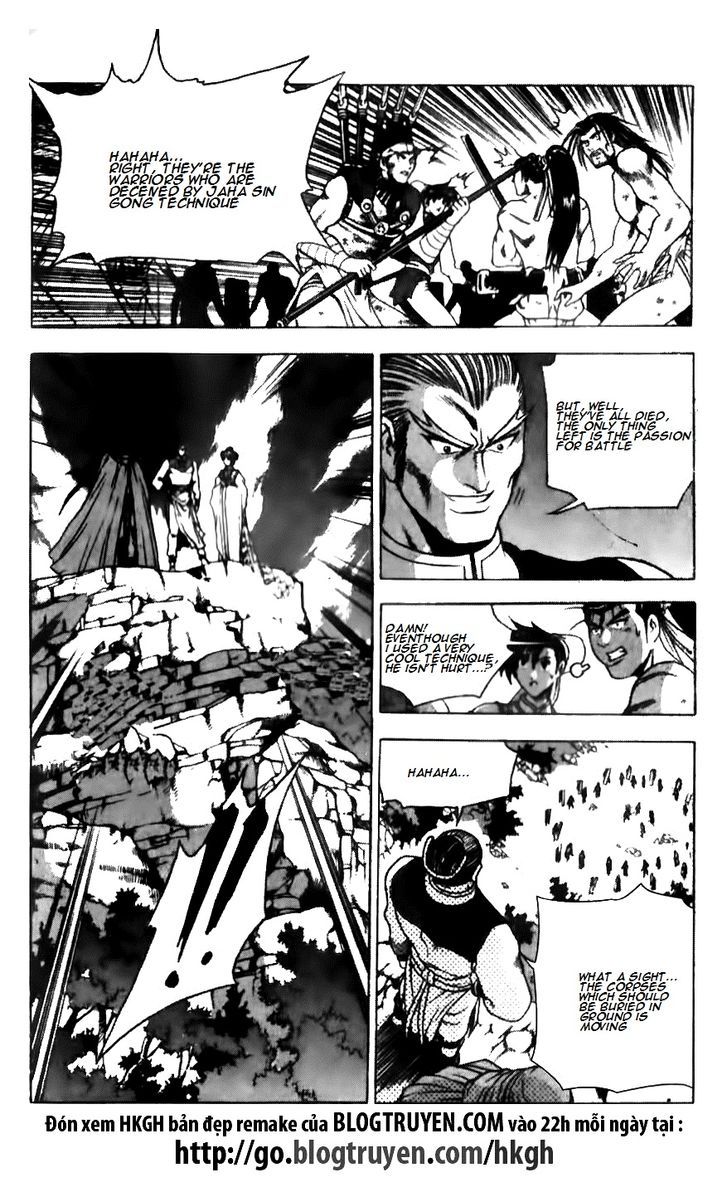 HAHAHA...
RIGHT, THEY'RE THE
WARRIORS WHO ARE
DECEIVED BY JAHA SIN
GONG TECHNIQUE
BUT, WELL,
THEY'VE ALL DIED,
THE ONLY THING
LEFT IS THE PASSION
FOR BATTLE
DAMN!
EVENTHOUGH
I USED A VERY
COOL TECHNIQUE,
HE ISN'T HURT...?
!!
HAHAHA...
WHAT A SIGHT...
THE CORPSES
WHICH SHOULD
BE BURIED IN
GROUND IS
MOVING
Đón xem HKGH bản đẹp remake của BLOGTRUYEN.COM vào 22h mỗi ngày tại :
http://go.blogtruyen.com/hkgh